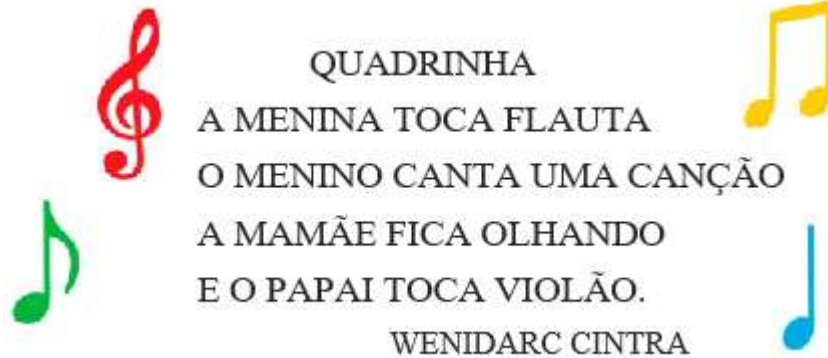 QUADRINHA
A MENINA TOCA FLAUTA
O MENINO CANTA UMA CANÇÃO
A MAMÃE FICA OLHANDO
E O PAPAI TOCA VIOLÃO.
WENIDARC CINTRA